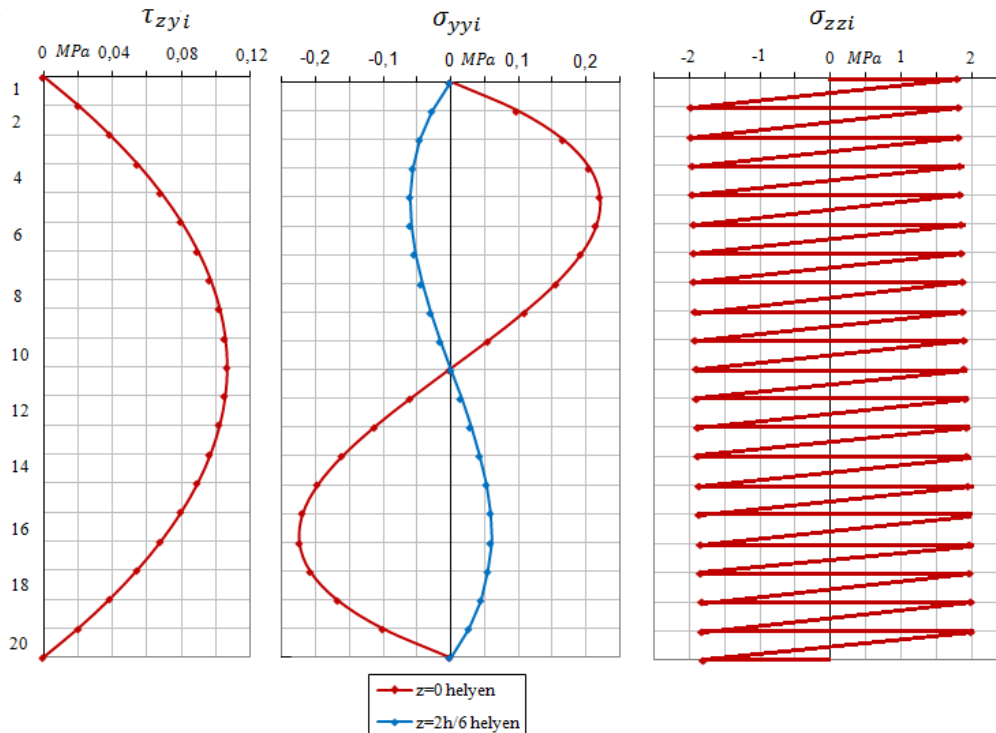 τzyi
σyyi
σzzi
0 MPa 0,04 0,08 0,12
-0,2 -0,1 0 MPa 0,1 0,2
-2 -1 0 MPa 1 2
1
2
4
6
8
10
12
14
16
18
20
z=0 helyen
z=2h/6 helyen